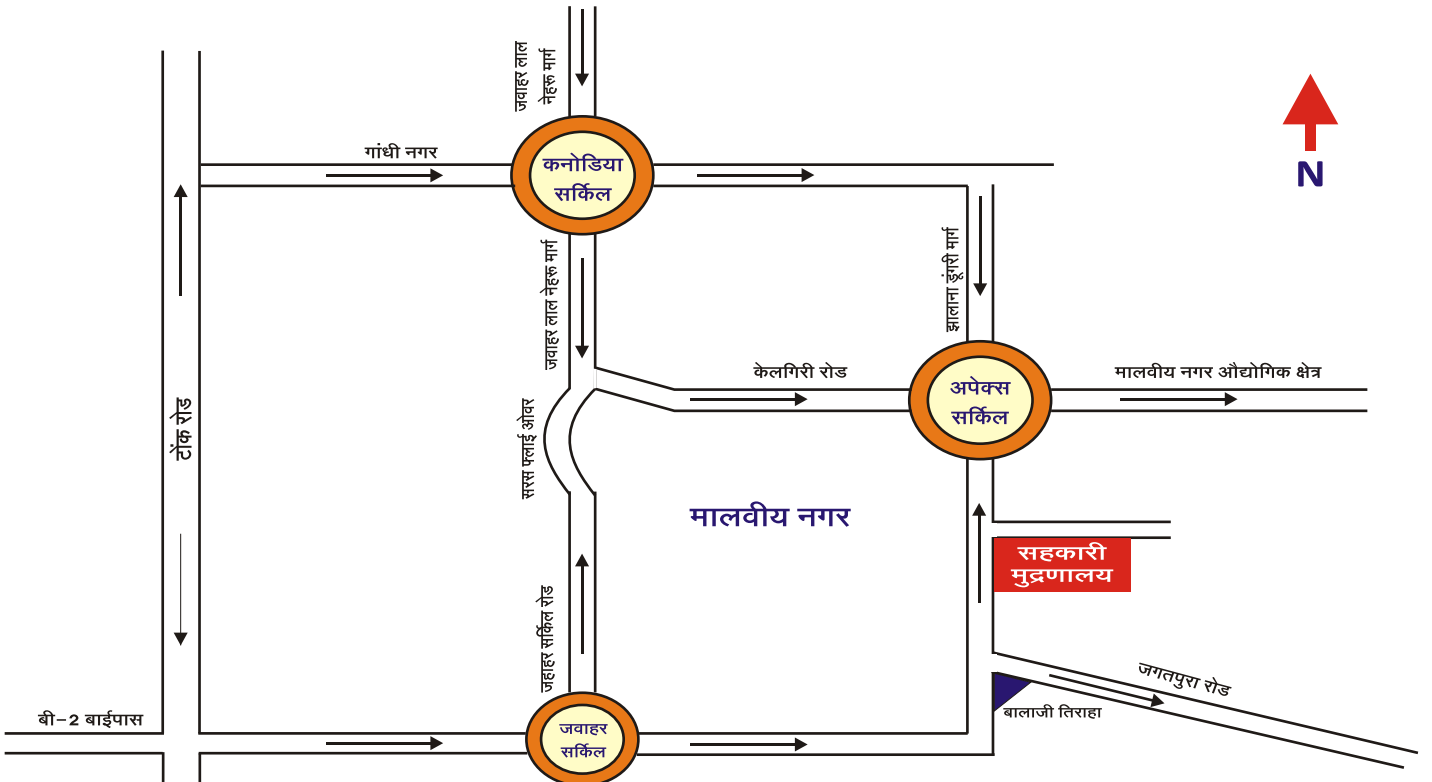 जवाहर लाल
नेहरू मार्ग
गांधी नगर
कनोडिया
सर्किल
N
जवाहर लाल नेहरू मार्ग
झालाना डूंगरी मार्ग
केलगिरी रोड
मालवीय नगर औद्योगिक क्षेत्र
अपेक्स
सर्किल
टोंक रोड
सरस फ्लाई ओवर
मालवीय नगर
सहकारी
मुद्रणालय
जहाहर सर्किल रोड
जगतपुरा रोड
बालाजी तिराहा
बी-2 बाईपास
जवाहर
सर्किल